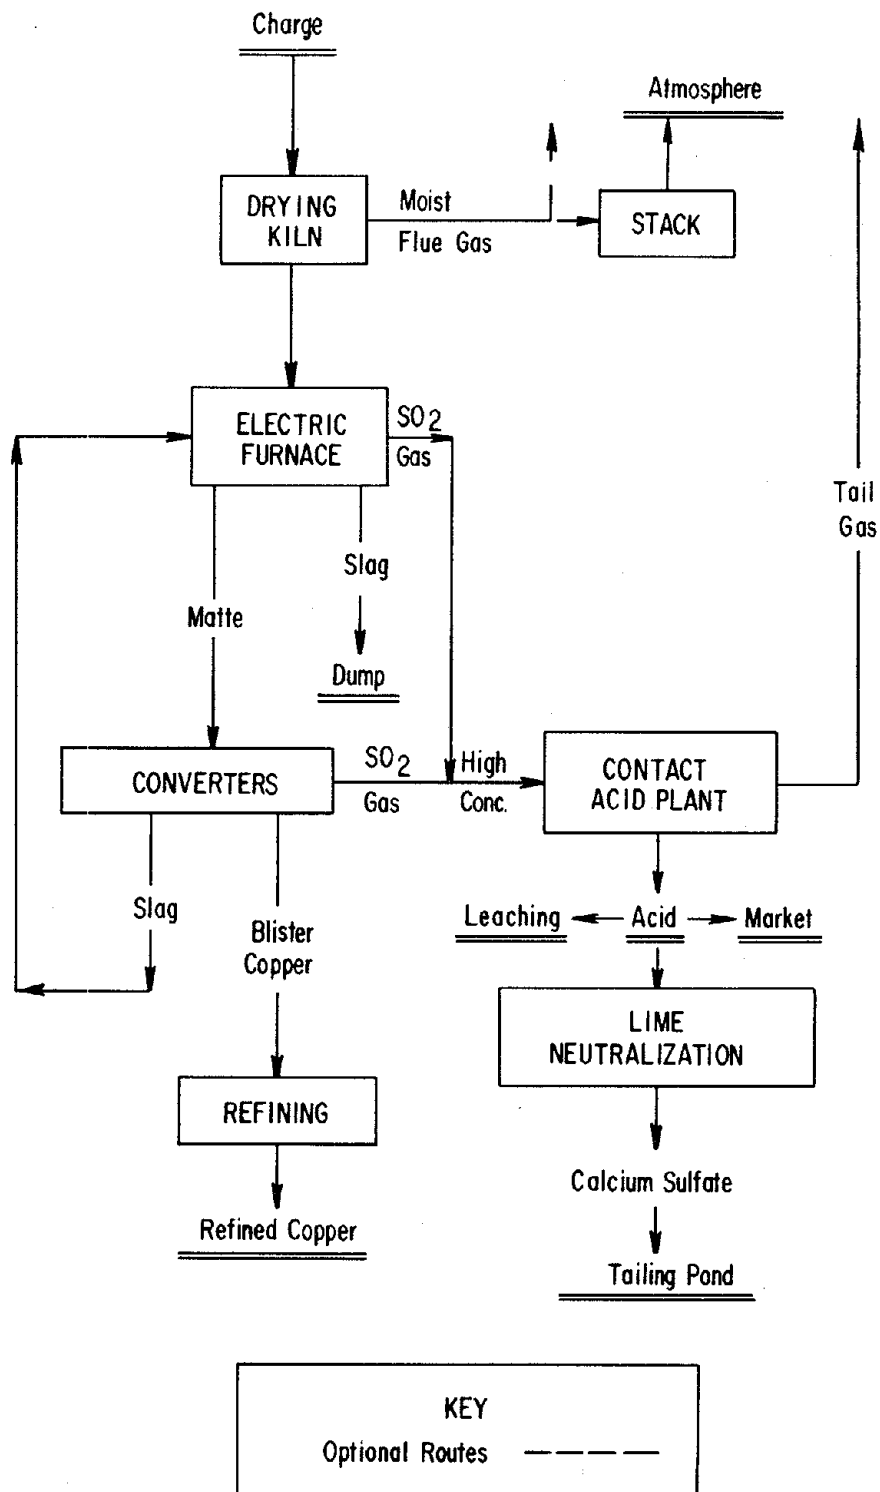 Charge
Atmosphere
DRYING
KILN
Moist
Flue Gas
STACK
ELECTRIC
FURNACE
SO2
Gas
Tail
Gas
Slag
Matte
Dump
CONVERTERS
SO2
Gas
High
Conc.
CONTACT
ACID PLANT
Slag
Blister
Copper
Leaching
Acid
Market
LIME
NEUTRALIZATION
REFINING
Calcium Sulfate
Refined Copper
Tailing Pond
KEY
Optional Routes